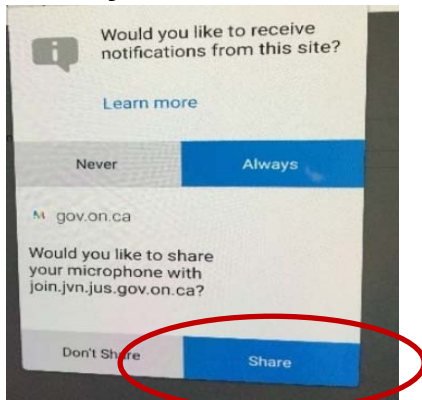 Would you like to receive
notifications from this site?
Learn more
Never Always
gov.on.ca
Would you like to share
your microphone with
join.jvn.jus.gov.on.ca?
Don't Share Share